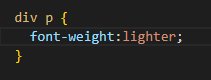 div p {
  font-weight:lighter;
}